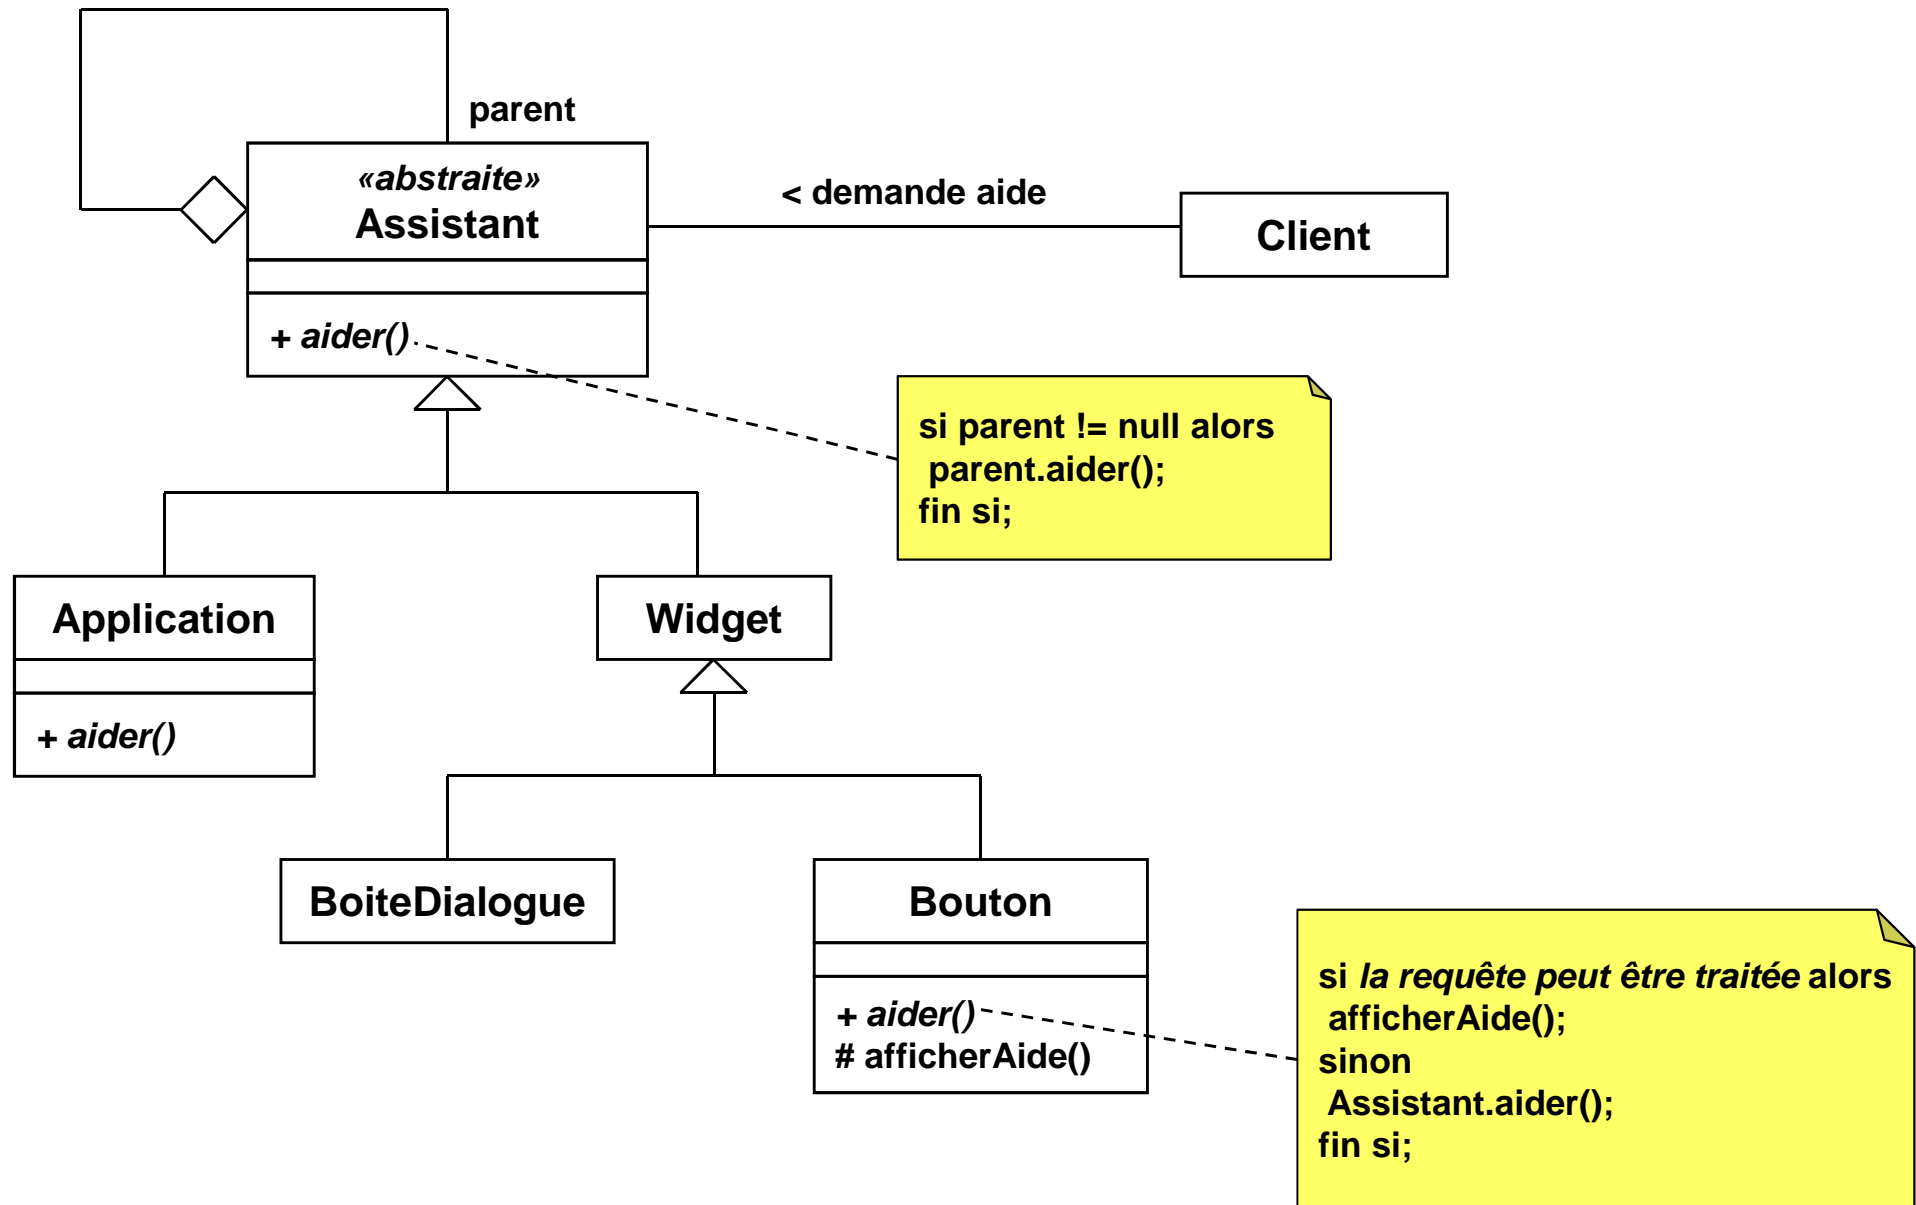 parent
«abstraite»
Assistant
+ aider()
< demande aide
Client
si parent != null alors
parent.aider();
fin si;
Application
+ aider()
Widget
BoiteDialogue
Bouton
+ aider()
# afficherAide()
si la requête peut être traitée alors
afficherAide();
sinon
Assistant.aider();
fin si;